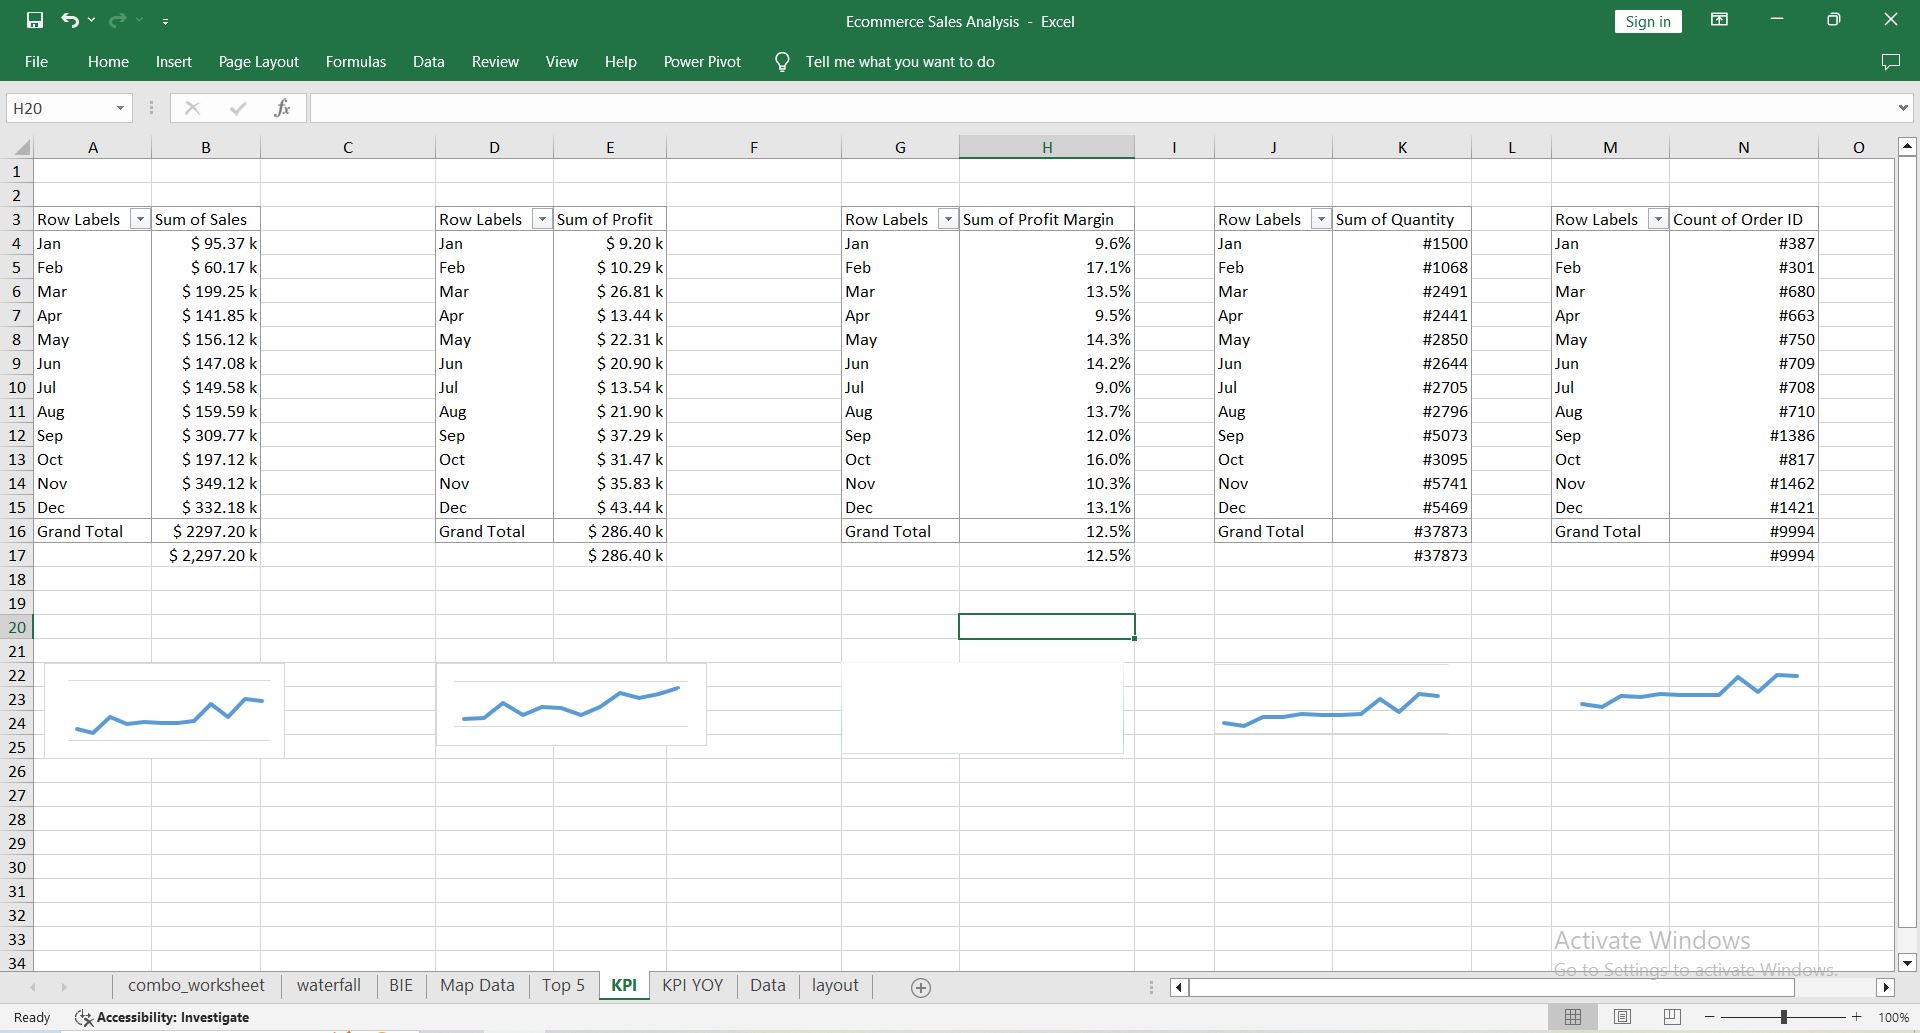 Ecommerce Sales Analysis - Excel
Sign in
File Home Insert Page Layout Formulas Data Review View Help Power Pivot Tell me what you want to do
H20 fx
A B C D E F G H I J K L M N O
1
2
3 Row Labels Sum of Sales Row Labels Sum of Profit Row Labels Sum of Profit Margin Row Labels Sum of Quantity Row Labels Count of Order ID
4 Jan $ 95.37 k Jan $ 9.20 k Jan 9.6% Jan #1500 Jan #387
5 Feb $ 60.17 k Feb $ 10.29 k Feb 17.1% Feb #1068 Feb #301
6 Mar $ 199.25 k Mar $ 26.81 k Mar 13.5% Mar #2491 Mar #680
7 Apr $ 141.85 k Apr $ 13.44 k Apr 9.5% Apr #2441 Apr #663
8 May $ 156.12 k May $ 22.31 k May 14.3% May #2850 May #750
9 Jun $ 147.08 k Jun $ 20.90 k Jun 14.2% Jun #2644 Jun #709
10 Jul $ 149.58 k Jul $ 13.54 k Jul 9.0% Jul #2705 Jul #708
11 Aug $ 159.59 k Aug $ 21.90 k Aug 13.7% Aug #2796 Aug #710
12 Sep $ 309.77 k Sep $ 37.29 k Sep 12.0% Sep #5073 Sep #1386
13 Oct $ 197.12 k Oct $ 31.47 k Oct 16.0% Oct #3095 Oct #817
14 Nov $ 349.12 k Nov $ 35.83 k Nov 10.3% Nov #5741 Nov #1462
15 Dec $ 332.18 k Dec $ 43.44 k Dec 13.1% Dec #5469 Dec #1421
16 Grand Total $ 2297.20 k Grand Total $ 286.40 k Grand Total 12.5% Grand Total #37873 Grand Total #9994
17 $ 2,297.20 k $ 286.40 k 12.5% #37873 #9994
18
19
20
21
22
23
24
25
26
27
28
29
30
31
32
33
34
Activate Windows
Go to Settings to activate Windows.
combo_worksheet waterfall BIE Map Data Top 5 KPI KPI YOY Data layout
Ready Accessibility: Investigate 100%